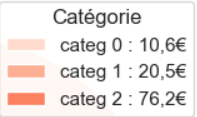 Catégorie
categ 0 : 10,6€
categ 1 : 20,5€
categ 2 : 76,2€